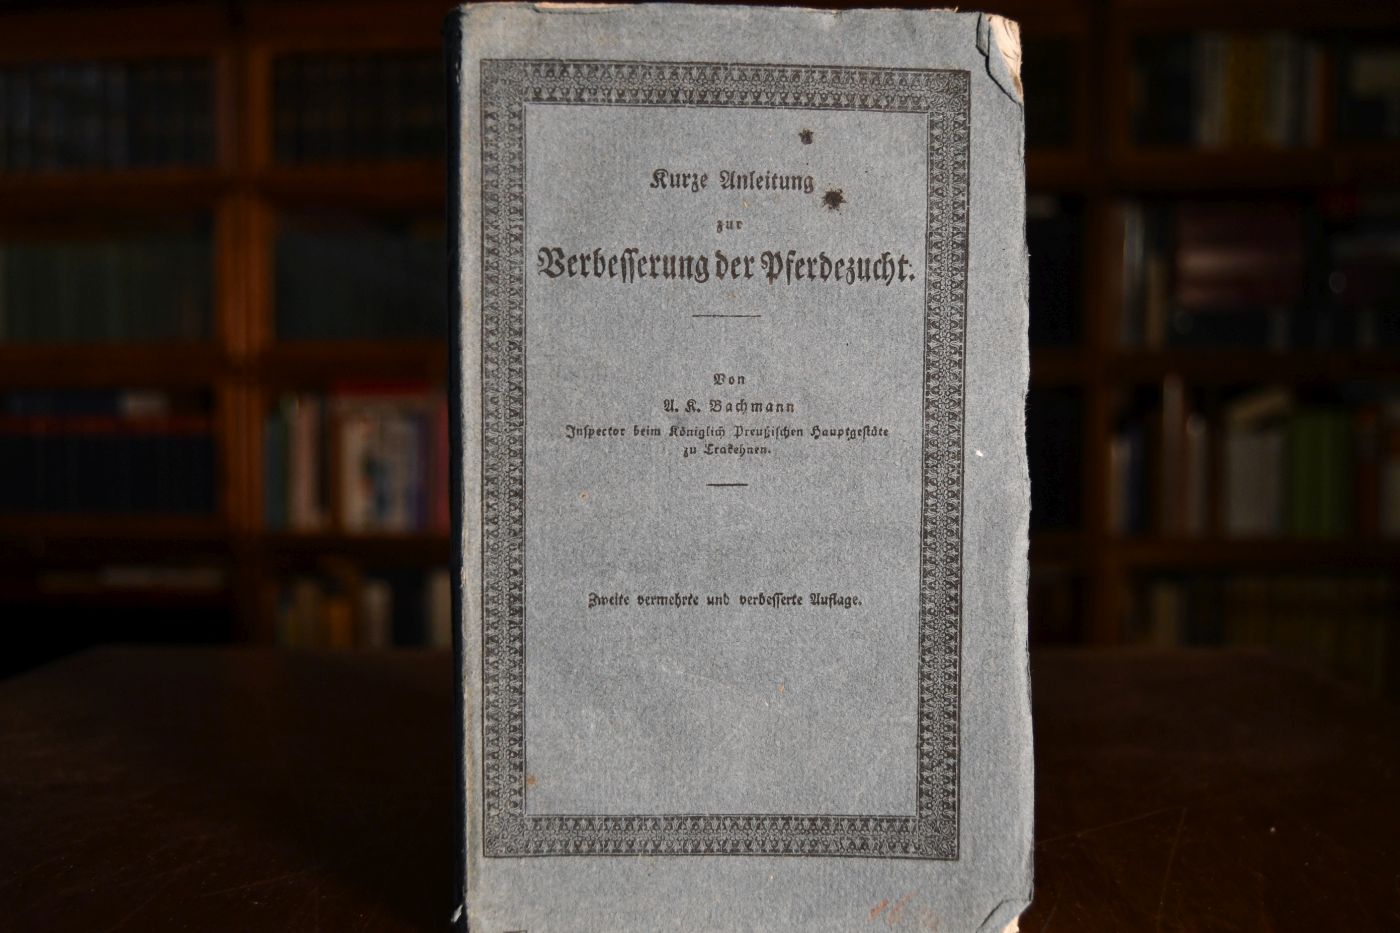 Kurze Anleitung
zur
Verbesserung der Pferdezucht.
Von
A. K. Bachmann
Inspector beim Königlich Preußischen Hauptgestüte
zu Trakehnen.
Zweite vermehrte und verbesserte Auflage.